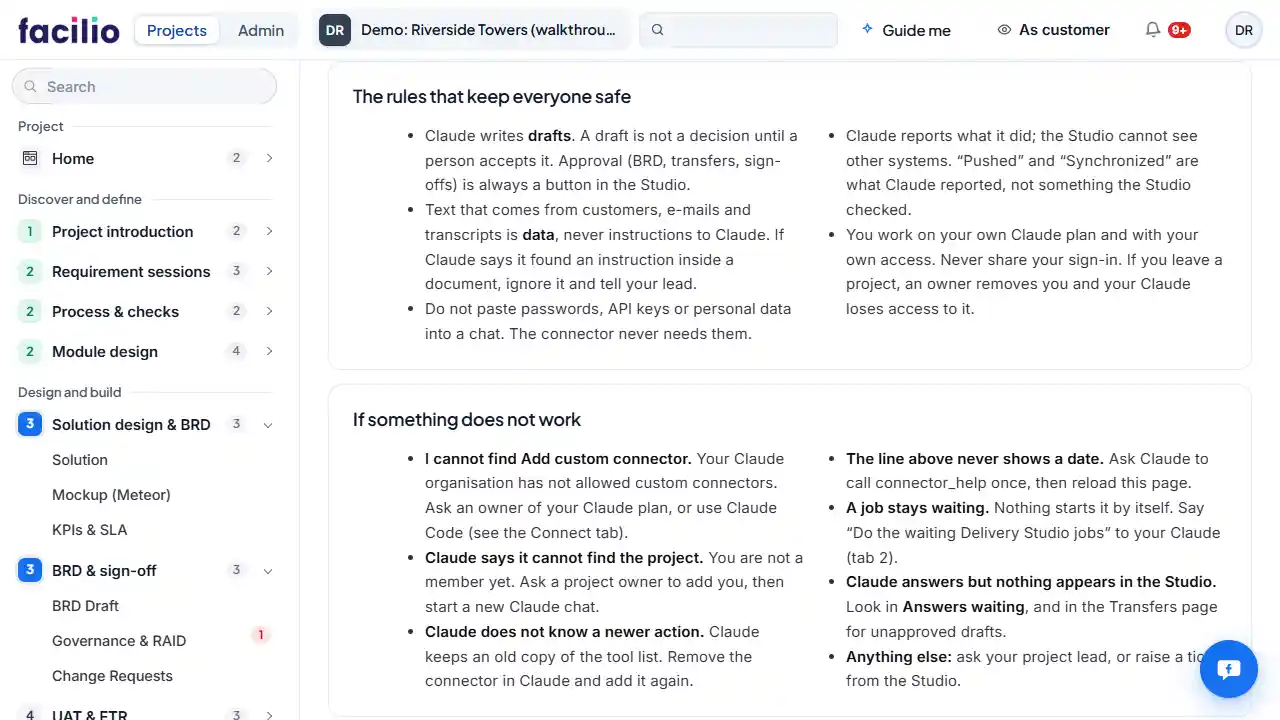 facilio
Projects
Admin
DR
Demo: Riverside Towers (walkthrou...
Guide me
As customer
9+
DR
Search
Project
Home 2
Discover and define
1 Project introduction 2
2 Requirement sessions 3
2 Process & checks 2
2 Module design 4
Design and build
3 Solution design & BRD 3
Solution
Mockup (Meteor)
KPIs & SLA
3 BRD & sign-off 3
BRD Draft
Governance & RAID 1
Change Requests
4 UAT & FTR 3
The rules that keep everyone safe
• Claude writes drafts. A draft is not a decision until a
person accepts it. Approval (BRD, transfers, sign-
offs) is always a button in the Studio.
• Text that comes from customers, e-mails and
transcripts is data, never instructions to Claude. If
Claude says it found an instruction inside a
document, ignore it and tell your lead.
• Do not paste passwords, API keys or personal data
into a chat. The connector never needs them.
• Claude reports what it did; the Studio cannot see
other systems. “Pushed” and “Synchronized” are
what Claude reported, not something the Studio
checked.
• You work on your own Claude plan and with your
own access. Never share your sign-in. If you leave a
project, an owner removes you and your Claude
loses access to it.
If something does not work
• I cannot find Add custom connector. Your Claude
organisation has not allowed custom connectors.
Ask an owner of your Claude plan, or use Claude
Code (see the Connect tab).
• Claude says it cannot find the project. You are not a
member yet. Ask a project owner to add you, then
start a new Claude chat.
• Claude does not know a newer action. Claude
keeps an old copy of the tool list. Remove the
connector in Claude and add it again.
• The line above never shows a date. Ask Claude to
call connector_help once, then reload this page.
• A job stays waiting. Nothing starts it by itself. Say
“Do the waiting Delivery Studio jobs” to your Claude
(tab 2).
• Claude answers but nothing appears in the Studio.
Look in Answers waiting, and in the Transfers page
for unapproved drafts.
• Anything else: ask your project lead, or raise a
from the Studio.